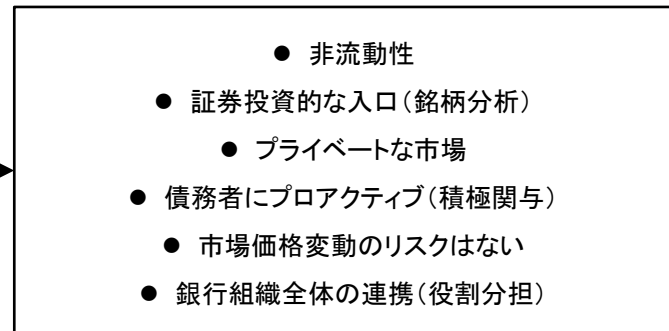 ● 非流動性
● 証券投資的な入口(銘柄分析)
● プライベートな市場
● 債務者にプロアクティブ(積極関与)
● 市場価格変動のリスクはない
● 銀行組織全体の連携(役割分担)